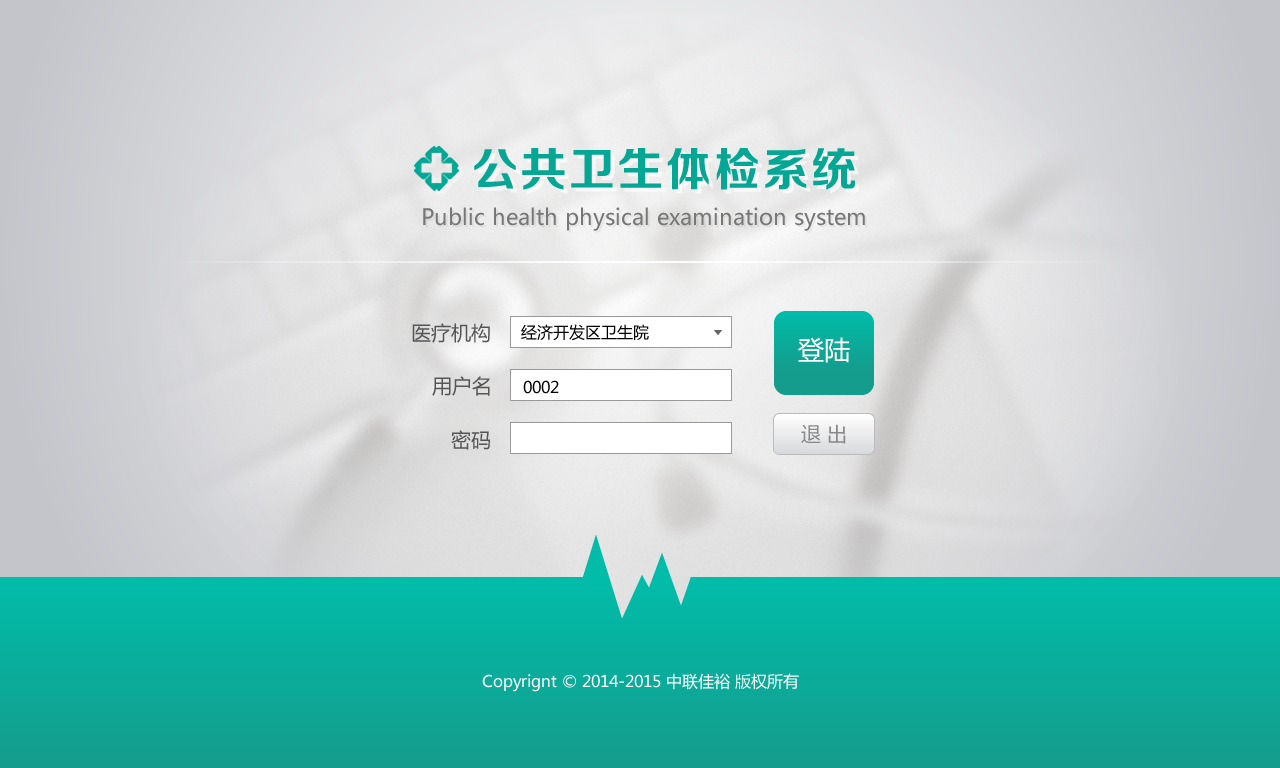 公共卫生体检系统
Public health physical examination system
医疗机构 经济开发区卫生院
登陆
用户名 0002
退 出
密码
Copyrignt © 2014-2015 中联佳裕 版权所有